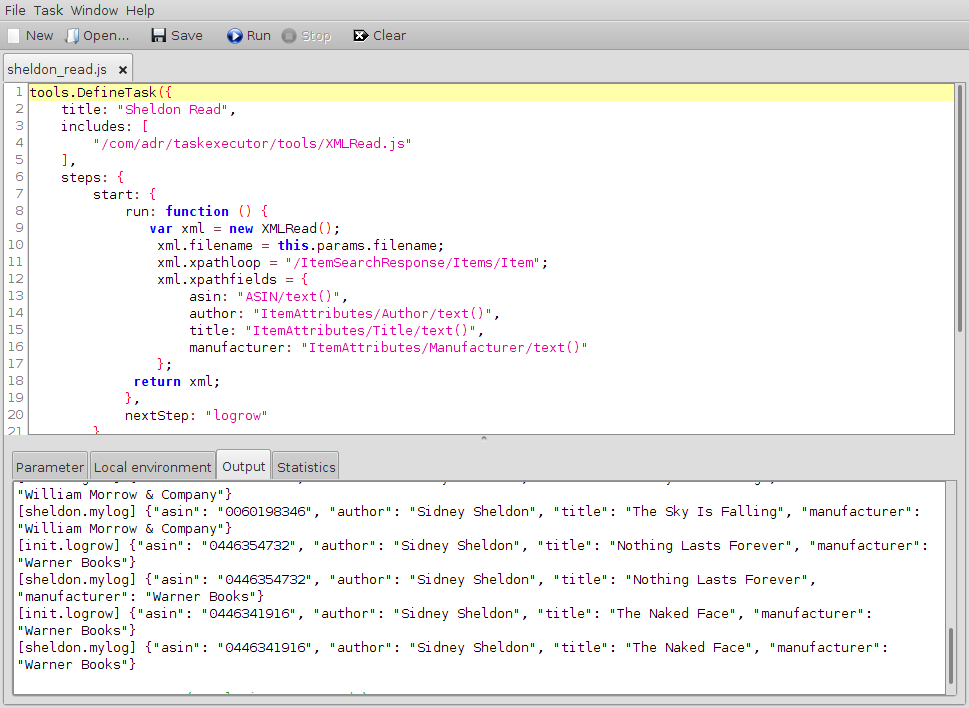 File Task Window Help
New Open... Save Run Stop Clear
sheldon_read.js
1 tools.DefineTask({
2     title: "Sheldon Read",
3     includes: [
4         "/com/adr/taskexecutor/tools/XMLRead.js"
5     ],
6     steps: {
7         start: {
8             run: function () {
9                var xml = new XMLRead();
10                 xml.filename = this.params.filename;
11                 xml.xpathloop = "/ItemSearchResponse/Items/Item";
12                 xml.xpathfields = {
13                     asin: "ASIN/text()",
14                     author: "ItemAttributes/Author/text()",
15                     title: "ItemAttributes/Title/text()",
16                     manufacturer: "ItemAttributes/Manufacturer/text()"
17                 };
18              return xml;
19             },
20             nextStep: "logrow"
21         }
Parameter Local environment Output Statistics
"William Morrow & Company"}
[sheldon.mylog] {"asin": "0060198346", "author": "Sidney Sheldon", "title": "The Sky Is Falling", "manufacturer":
"William Morrow & Company"}
[init.logrow] {"asin": "0446354732", "author": "Sidney Sheldon", "title": "Nothing Lasts Forever", "manufacturer":
"Warner Books"}
[sheldon.mylog] {"asin": "0446354732", "author": "Sidney Sheldon", "title": "Nothing Lasts Forever",
"manufacturer": "Warner Books"}
[init.logrow] {"asin": "0446341916", "author": "Sidney Sheldon", "title": "The Naked Face", "manufacturer":
"Warner Books"}
[sheldon.mylog] {"asin": "0446341916", "author": "Sidney Sheldon", "title": "The Naked Face", "manufacturer":
"Warner Books"}